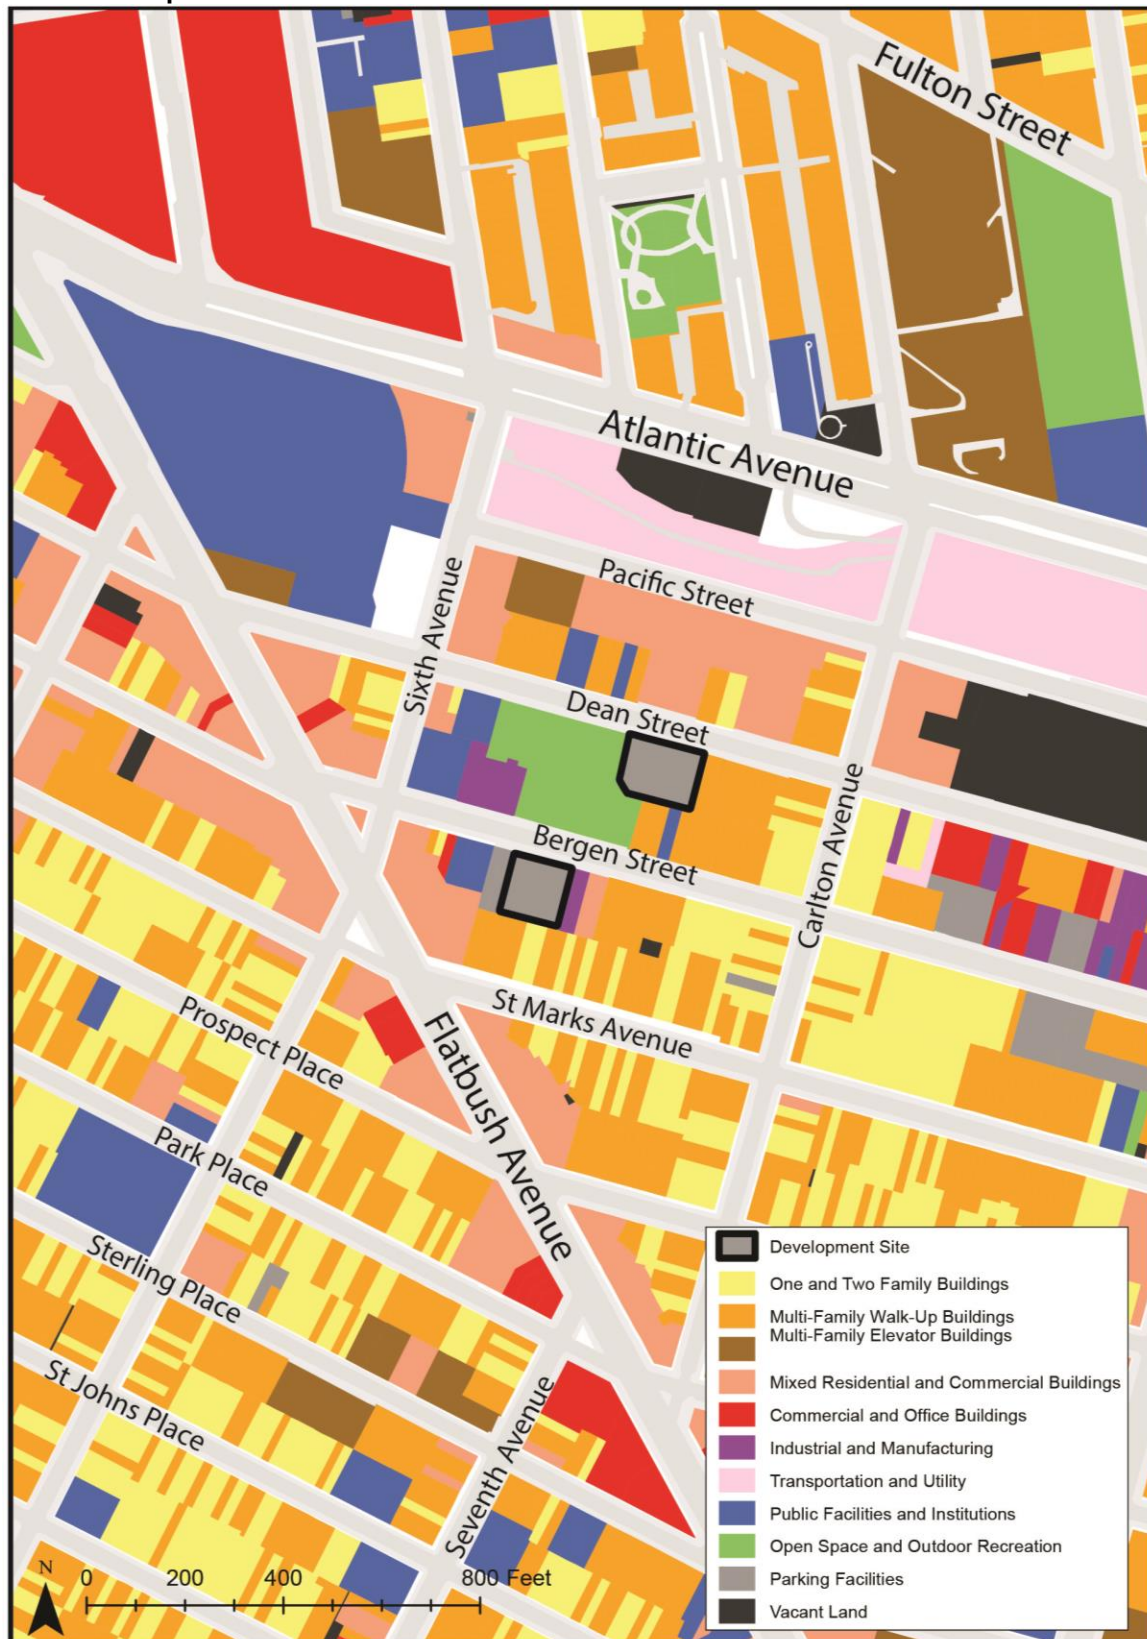 Fulton Street
Atlantic Avenue
Pacific Street
Sixth Avenue
Dean Street
Bergen Street
Carlton Avenue
St Marks Avenue
Prospect Place
Flatbush Avenue
Park Place
Sterling Place
St Johns Place
Seventh Avenue
Development Site
One and Two Family Buildings
Multi-Family Walk-Up Buildings
Multi-Family Elevator Buildings
Mixed Residential and Commercial Buildings
Commercial and Office Buildings
Industrial and Manufacturing
Transportation and Utility
Public Facilities and Institutions
Open Space and Outdoor Recreation
Parking Facilities
Vacant Land
N
0 200 400 800 Feet